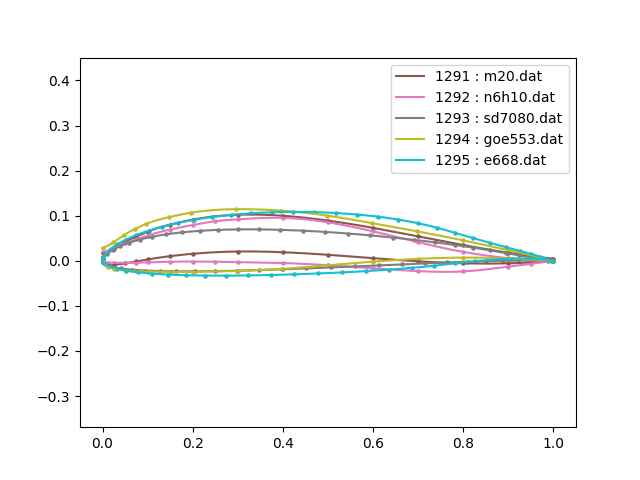 1291 : m20.dat
1292 : n6h10.dat
1293 : sd7080.dat
1294 : goe553.dat
1295 : e668.dat
0.4
0.3
0.2
0.1
0.0
−0.1
−0.2
−0.3
0.0 0.2 0.4 0.6 0.8 1.0